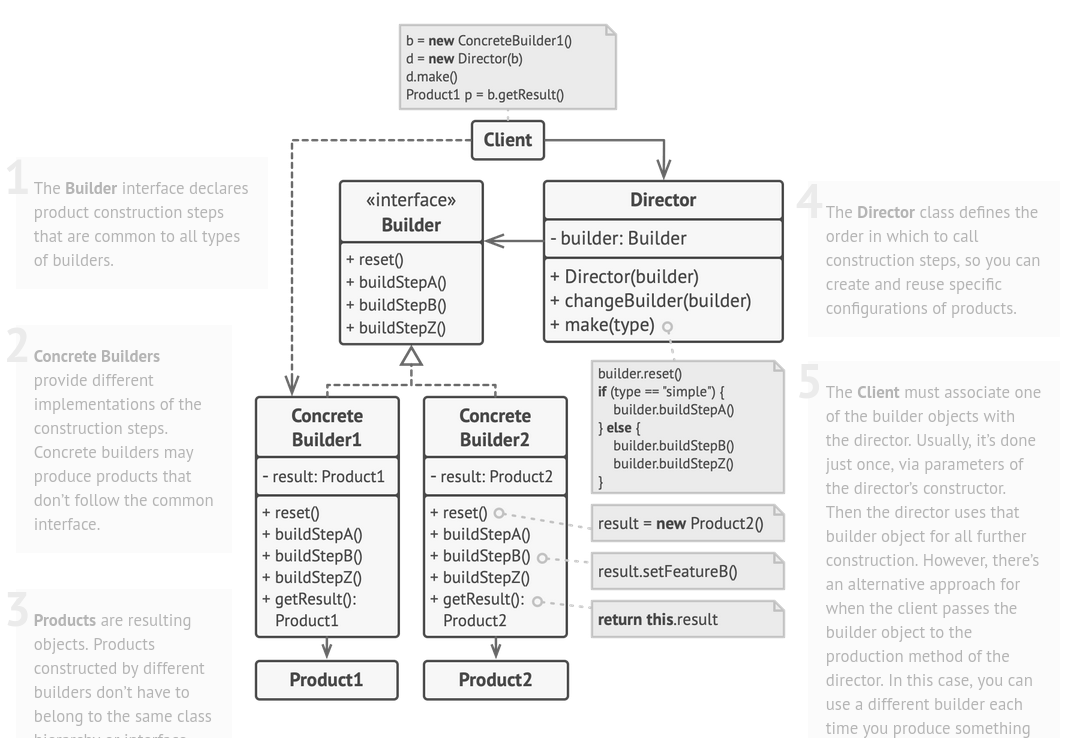 b = new ConcreteBuilder1()
d = new Director(b)
d.make()
Product1 p = b.getResult()
Client
1
The Builder interface declares
product construction steps
that are common to all types
of builders.
«interface»
Builder
+ reset()
+ buildStepA()
+ buildStepB()
+ buildStepZ()
Director
- builder: Builder
+ Director(builder)
+ changeBuilder(builder)
+ make(type)
4
The Director class defines the
order in which to call
construction steps, so you can
create and reuse specific
configurations of products.
2
Concrete Builders
provide different
implementations of the
construction steps.
Concrete builders may
produce products that
don't follow the common
interface.
builder.reset()
if (type == "simple") {
builder.buildStepA()
} else {
builder.buildStepB()
builder.buildStepZ()
}
5
The Client must associate one
of the builder objects with
the director. Usually, it's done
just once, via parameters of
the director's constructor.
Then the director uses that
builder object for all further
construction. However, there's
an alternative approach for
when the client passes the
builder object to the
production method of the
director. In this case, you can
use a different builder each
time you produce something
Concrete
Builder1
- result: Product1
+ reset()
+ buildStepA()
+ buildStepB()
+ buildStepZ()
+ getResult():
Product1
Concrete
Builder2
- result: Product2
+ reset()
+ buildStepA()
+ buildStepB()
+ buildStepZ()
+ getResult():
Product2
result = new Product2()
result.setFeatureB()
return this.result
3
Products are resulting
objects. Products
constructed by different
builders don't have to
belong to the same class
hierarchy or interface.
Product1
Product2